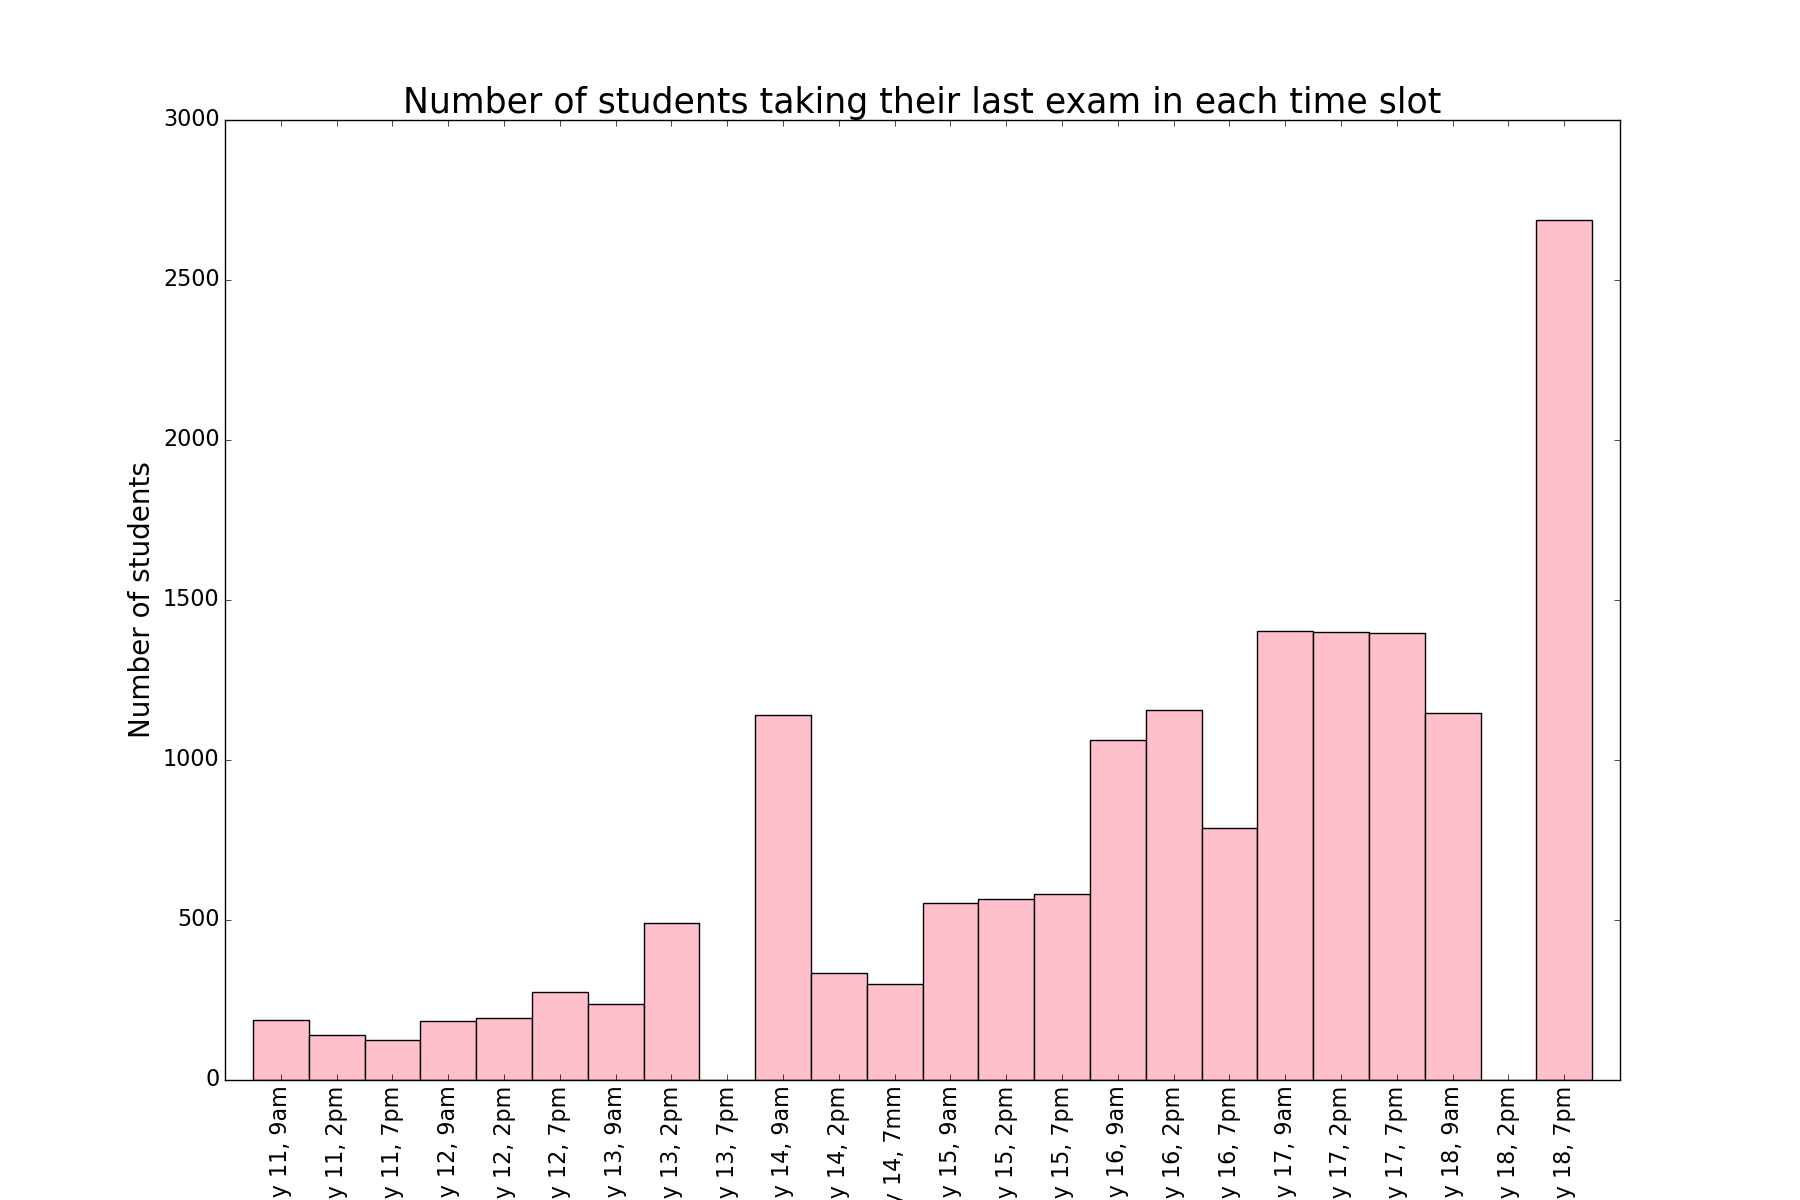 Number of students taking their last exam in each time slot
Number of students
3000
2500
2000
1500
1000
500
0
y 11, 9am
y 11, 2pm
y 11, 7pm
y 12, 9am
y 12, 2pm
y 12, 7pm
y 13, 9am
y 13, 2pm
y 13, 7pm
y 14, 9am
y 14, 2pm
y 14, 7mm
y 15, 9am
y 15, 2pm
y 15, 7pm
y 16, 9am
y 16, 2pm
y 16, 7pm
y 17, 9am
y 17, 2pm
y 17, 7pm
y 18, 9am
y 18, 2pm
y 18, 7pm